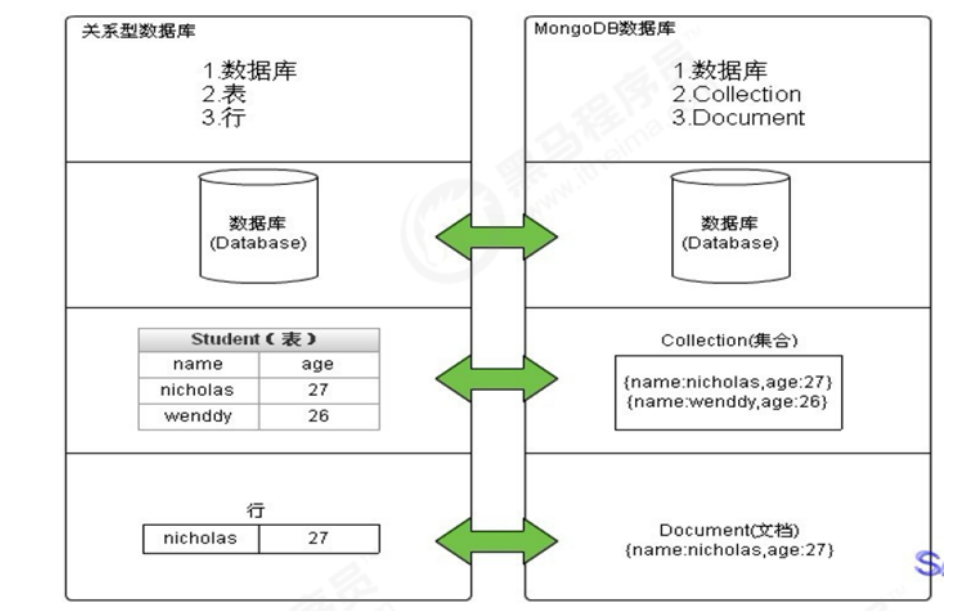 关系型数据库
1.数据库
2.表
3.行
数据库
(Database)
Student(表)
name age
nicholas 27
wenddy 26
行
nicholas 27
MongoDB数据库
1.数据库
2.Collection
3.Document
数据库
(Database)
Collection(集合)
{name:nicholas,age:27}
{name:wenddy,age:26}
Document(文档)
{name:nicholas,age:27}
黑马程序员
www.itheima